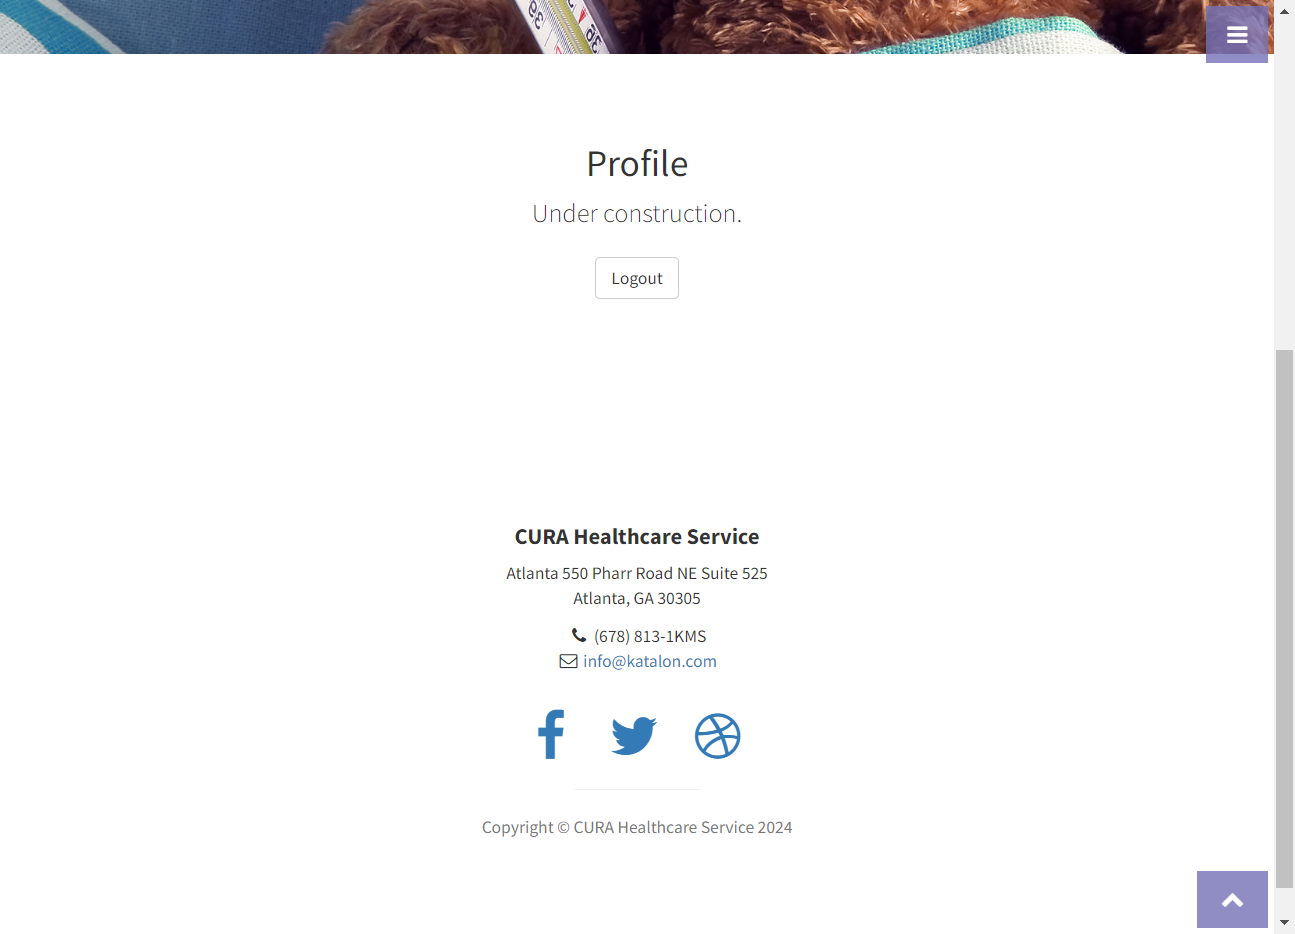 Profile
Under construction.
Logout
CURA Healthcare Service
Atlanta 550 Pharr Road NE Suite 525
Atlanta, GA 30305
(678) 813-1KMS
info@katalon.com
Copyright © CURA Healthcare Service 2024